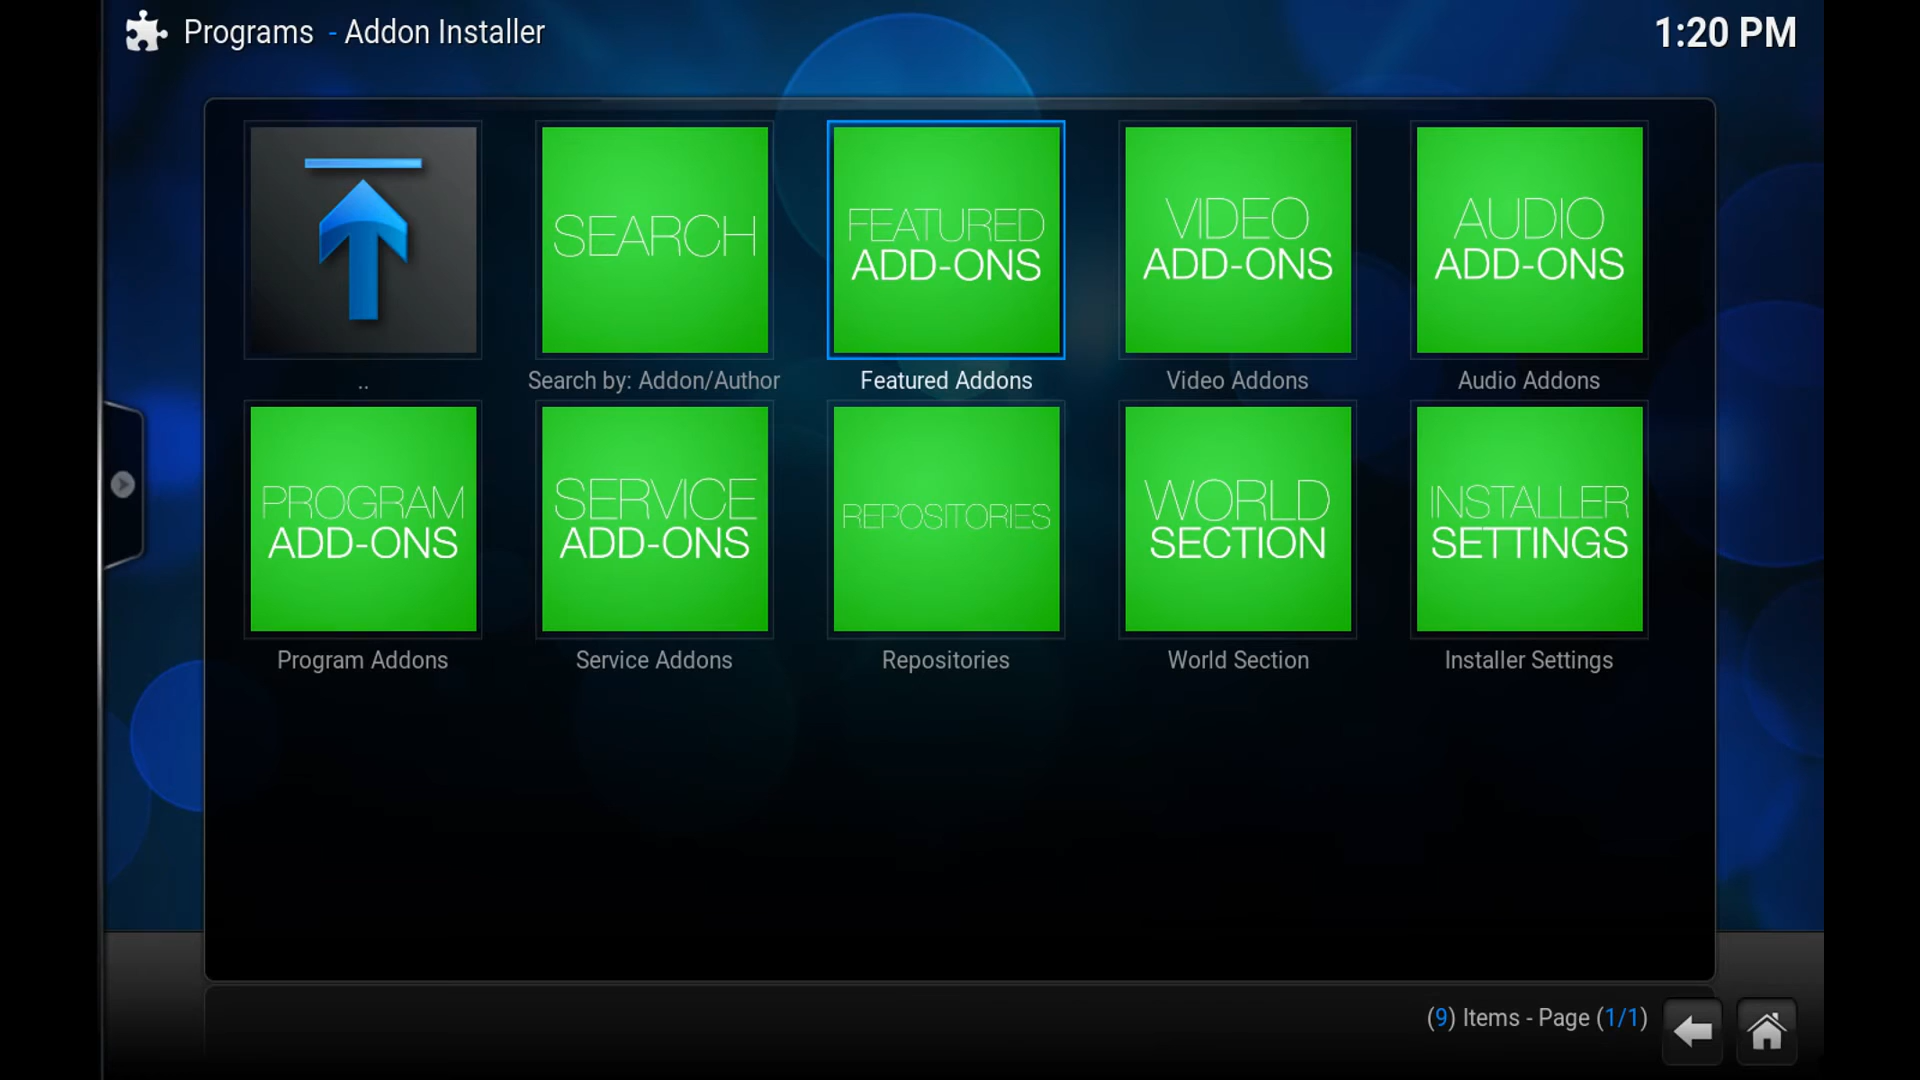 Programs - Addon Installer
1:20 PM
SEARCH
FEATURED
ADD-ONS
VIDEO
ADD-ONS
AUDIO
ADD-ONS
..
Search by: Addon/Author
Featured Addons
Video Addons
Audio Addons
PROGRAM
ADD-ONS
SERVICE
ADD-ONS
REPOSITORIES
WORLD
SECTION
INSTALLER
SETTINGS
Program Addons
Service Addons
Repositories
World Section
Installer Settings
(9) Items - Page (1/1)